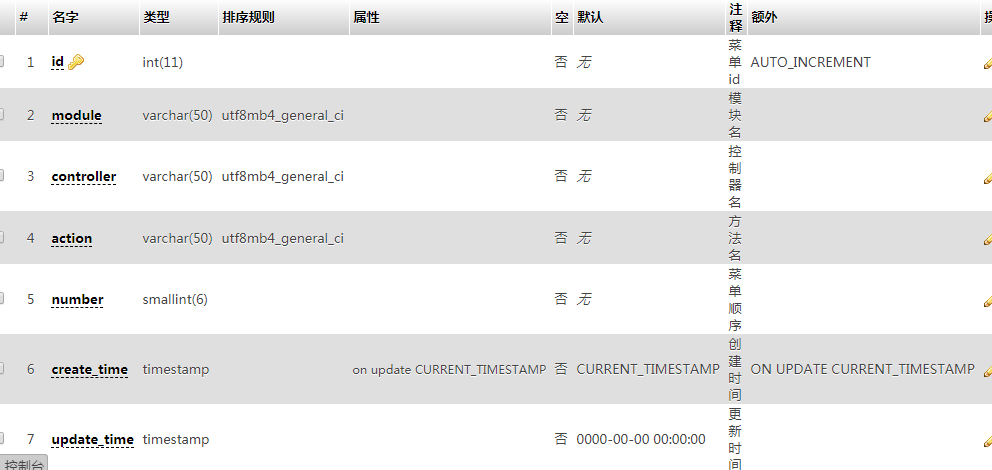 # 名字 类型 排序规则 属性 空 默认 注释 额外
1 id int(11) 否 无 菜单id AUTO_INCREMENT
2 module varchar(50) utf8mb4_general_ci 否 无 模块名
3 controller varchar(50) utf8mb4_general_ci 否 无 控制器名
4 action varchar(50) utf8mb4_general_ci 否 无 方法名
5 number smallint(6) 否 无 菜单顺序
6 create_time timestamp on update CURRENT_TIMESTAMP 否 CURRENT_TIMESTAMP 创建时间 ON UPDATE CURRENT_TIMESTAMP
7 update_time timestamp 否 0000-00-00 00:00:00 更新时间
控制台